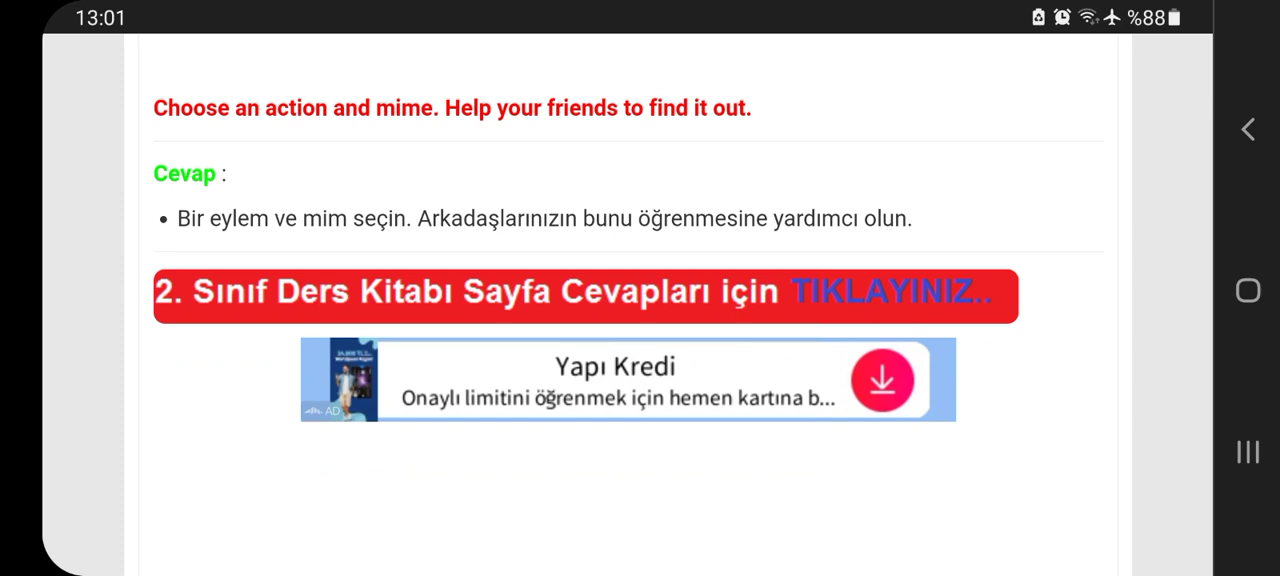 13:01 %88
Choose an action and mime. Help your friends to find it out.
Cevap :
• Bir eylem ve mim seçin. Arkadaşlarınızın bunu öğrenmesine yardımcı olun.
2. Sınıf Ders Kitabı Sayfa Cevapları için TIKLAYINIZ..
Yapı Kredi
Onaylı limitini öğrenmek için hemen kartına b...
AD